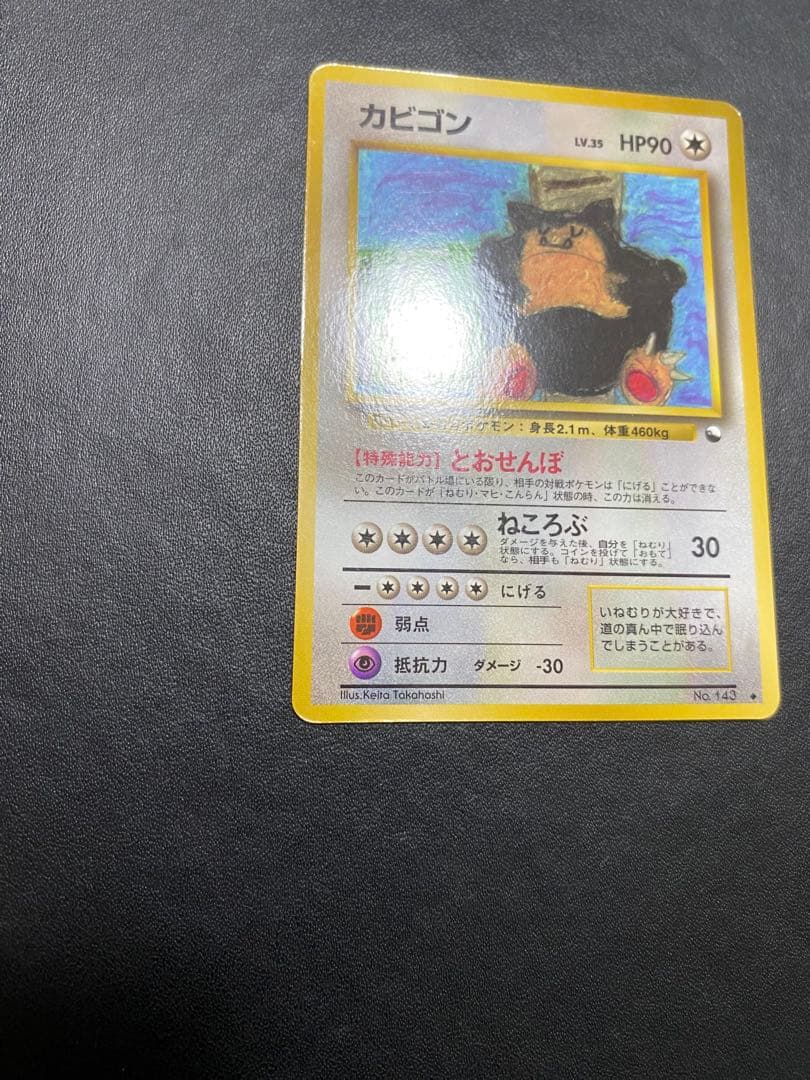 カビゴン
LV.35 HP90
ポケモン：身長2.1m、体重460kg
【特殊能力】とおせんぼ
このカードがバトル場にいる限り、相手の対戦ポケモンは「にげる」ことができな
い。このカードが「ねむり・マヒ・こんらん」状態の時、この力は消える。
ねころぶ
ダメージを与えた後、自分を「ねむり」
状態にする。コインを投げて「おもて」
なら、相手も「ねむり」状態にする。
30
にげる
弱点
抵抗力 ダメージ -30
いねむりが大好きで、
道の真ん中で眠り込ん
でしまうことがある。
Illus.Keita Takahashi
No. 143